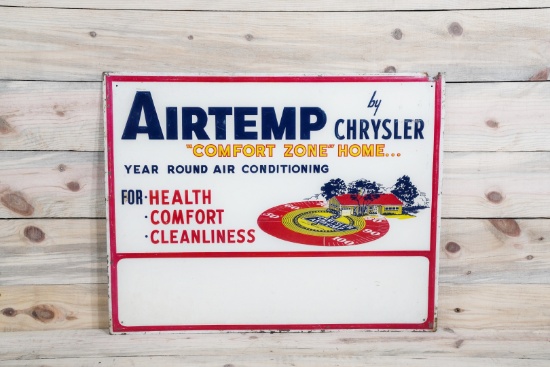 AIRTEMP by CHRYSLER
"COMFORT ZONE" HOME...
YEAR ROUND AIR CONDITIONING
FOR · HEALTH
· COMFORT
· CLEANLINESS